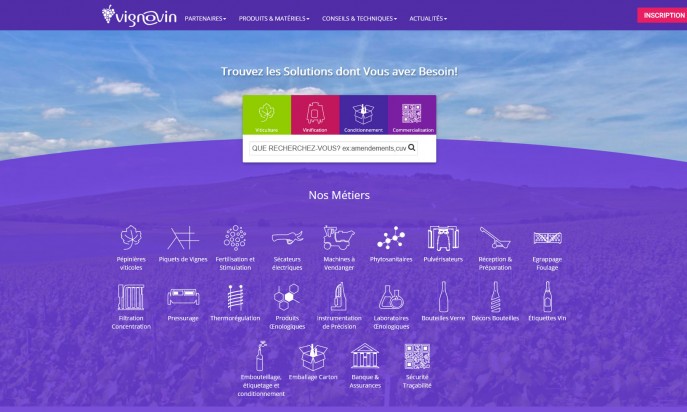 vignovin
PARTENAIRES
PRODUITS & MATÉRIELS
CONSEILS & TECHNIQUES
ACTUALITÉS
INSCRIPTION
Trouvez les Solutions dont Vous avez Besoin!
Viticulture
Vinification
Conditionnement
Commercialisation
QUE RECHERCHEZ-VOUS? ex:amendements,cuv
Nos Métiers
Pépinières
viticoles
Piquets de Vignes
Fertilisation et
Stimulation
Sécateurs
électriques
Machines à
Vendanger
Phytosanitaires
Pulvérisateurs
Réception &
Préparation
Egrappage
Foulage
Filtration
Concentration
Pressurage
Thermorégulation
Produits
Œnologiques
Instrumentation
de Précision
Laboratoires
Œnologiques
Bouteilles Verre
Décors Bouteilles
Étiquettes Vin
Embouteillage,
étiquetage et
conditionnement
Emballage Carton
Banque &
Assurances
Sécurité
Traçabilité